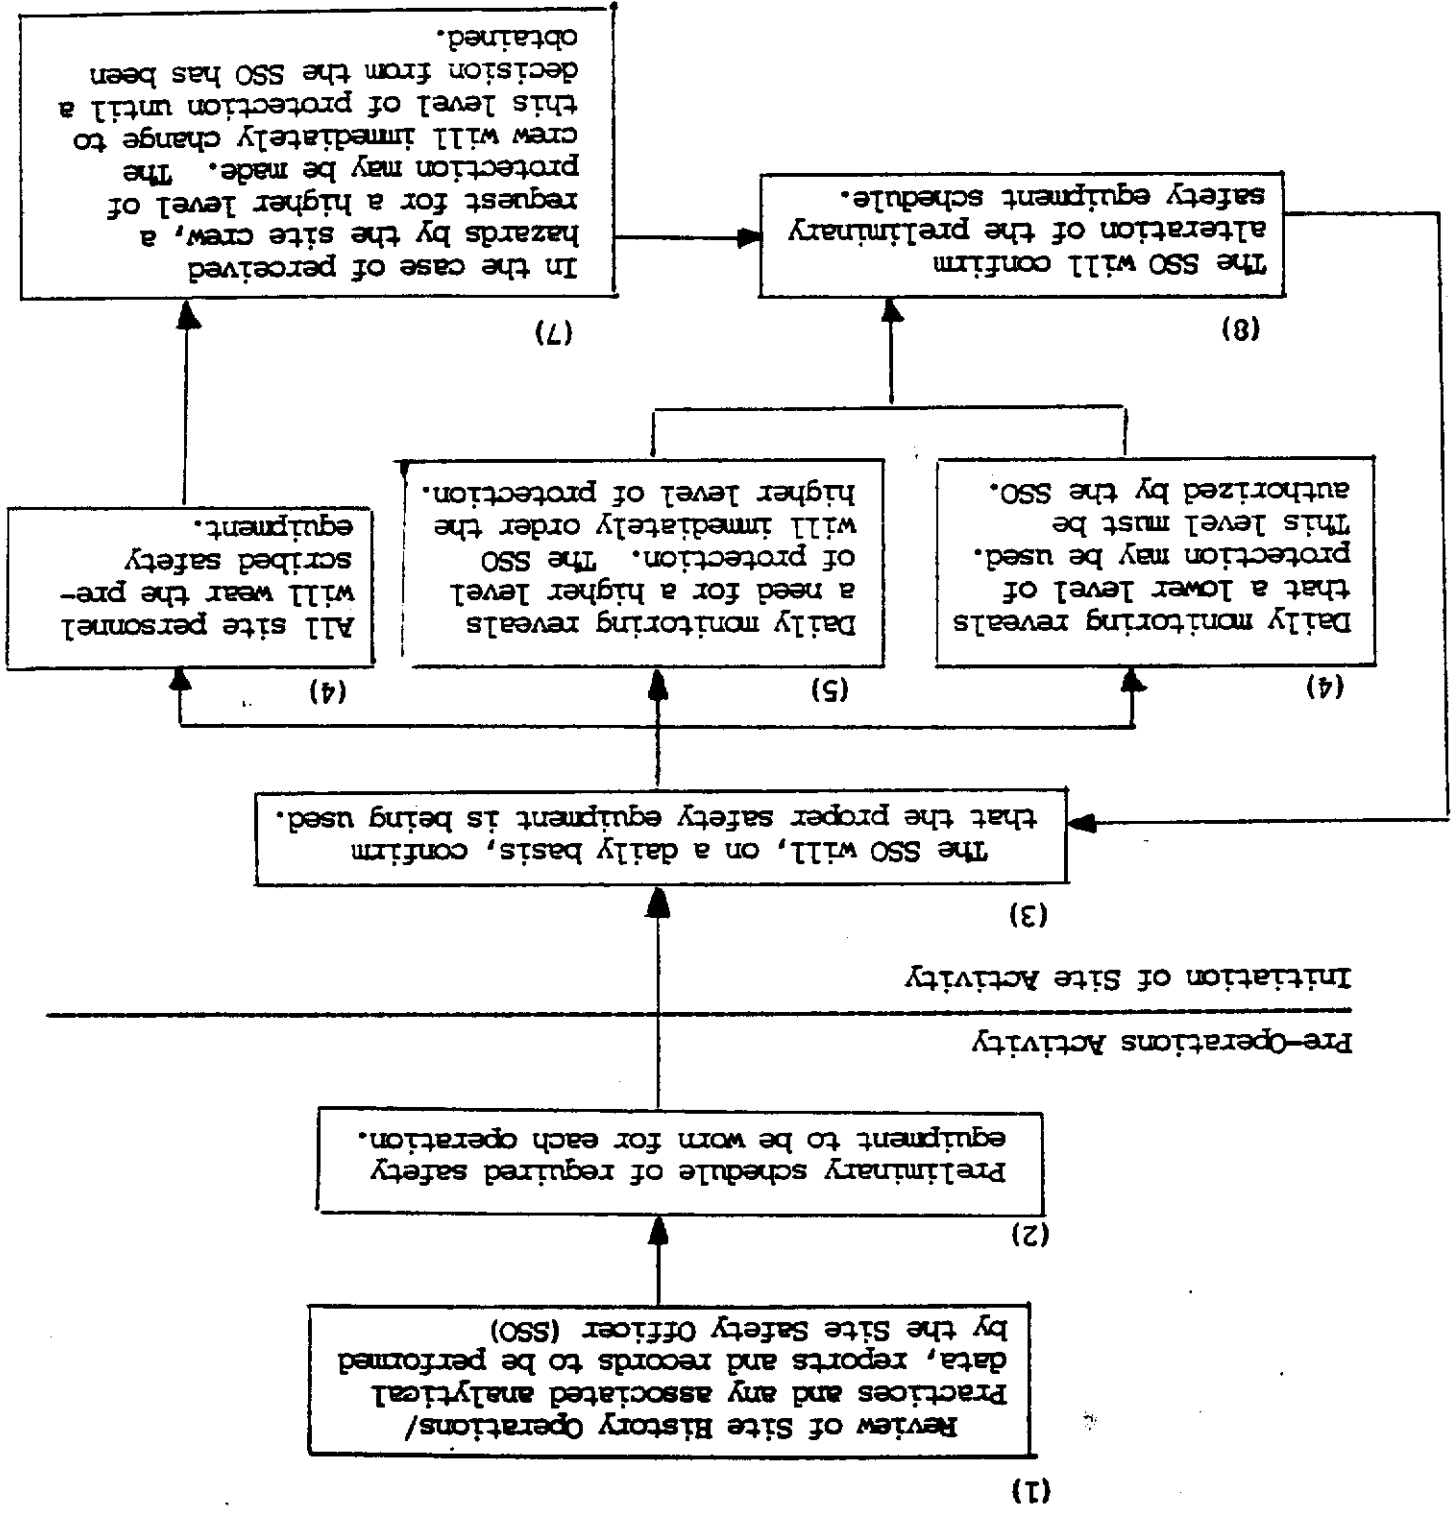 (1)
Review of Site History Operations/
Practices and any associated analytical
data, reports and records to be performed
by the Site Safety Officer (SSO)
(2)
Preliminary schedule of required safety
equipment to be worn for each operation.
Pre-Operations Activity
Initiation of Site Activity
(3)
The SSO will, on a daily basis, confirm
that the proper safety equipment is being used.
(4)
Daily monitoring reveals
that a lower level of
protection may be used.
This level must be
authorized by the SSO.
(5)
Daily monitoring reveals
a need for a higher level
of protection. The SSO
will immediately order the
higher level of protection.
(4)
All site personnel
will wear the pre-
scribed safety
equipment.
(8)
The SSO will confirm
alteration of the preliminary
safety equipment schedule.
(7)
In the case of perceived
hazards by the site crew, a
request for a higher level of
protection may be made. The
crew will immediately change to
this level of protection until a
decision from the SSO has been
obtained.